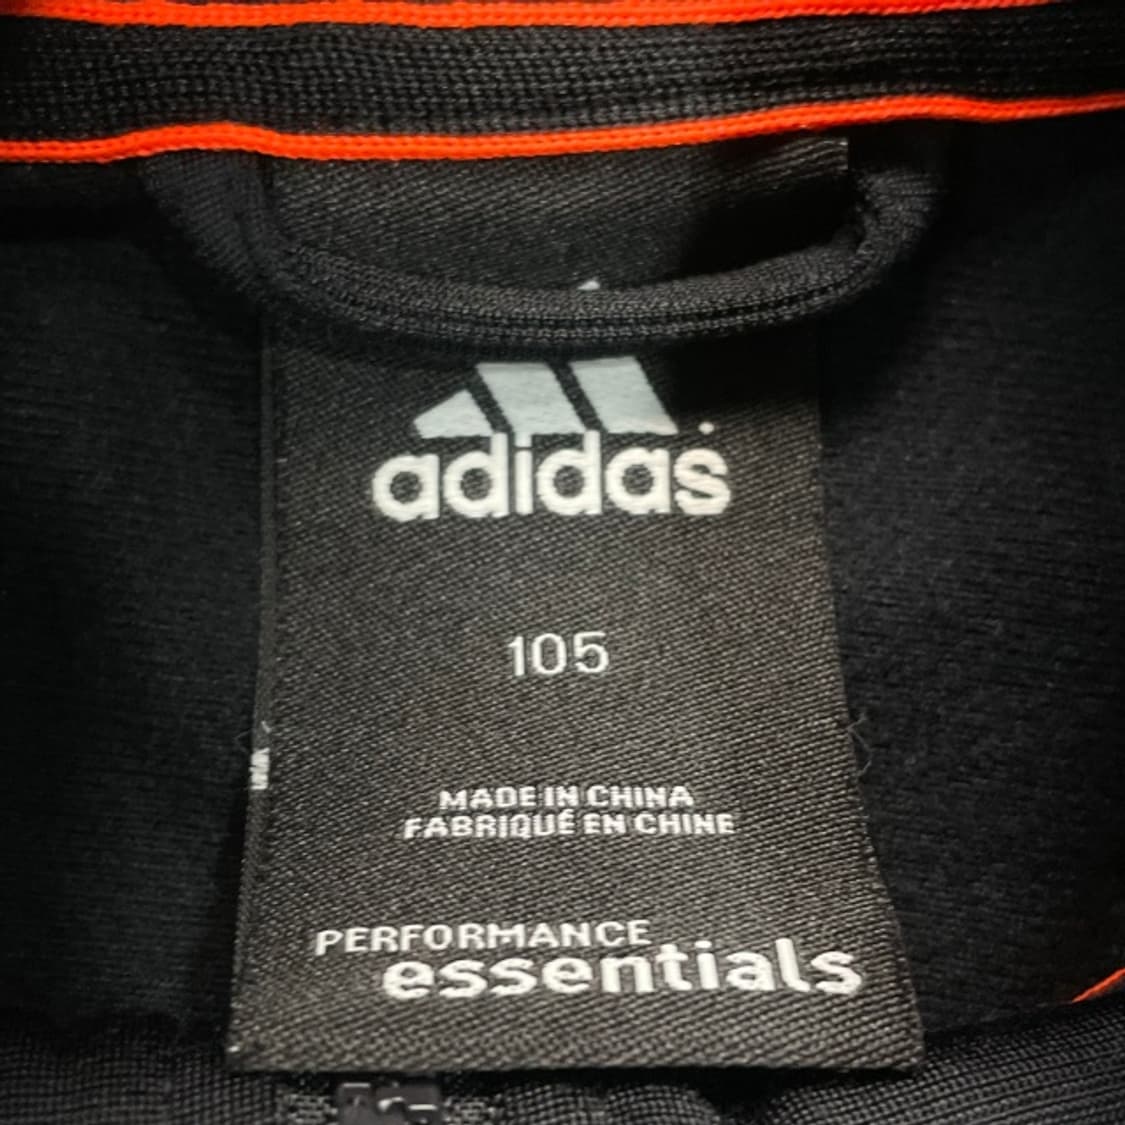 adidas
105
MADE IN CHINA
FABRIQUÉ EN CHINE
PERFORMANCE
essentials